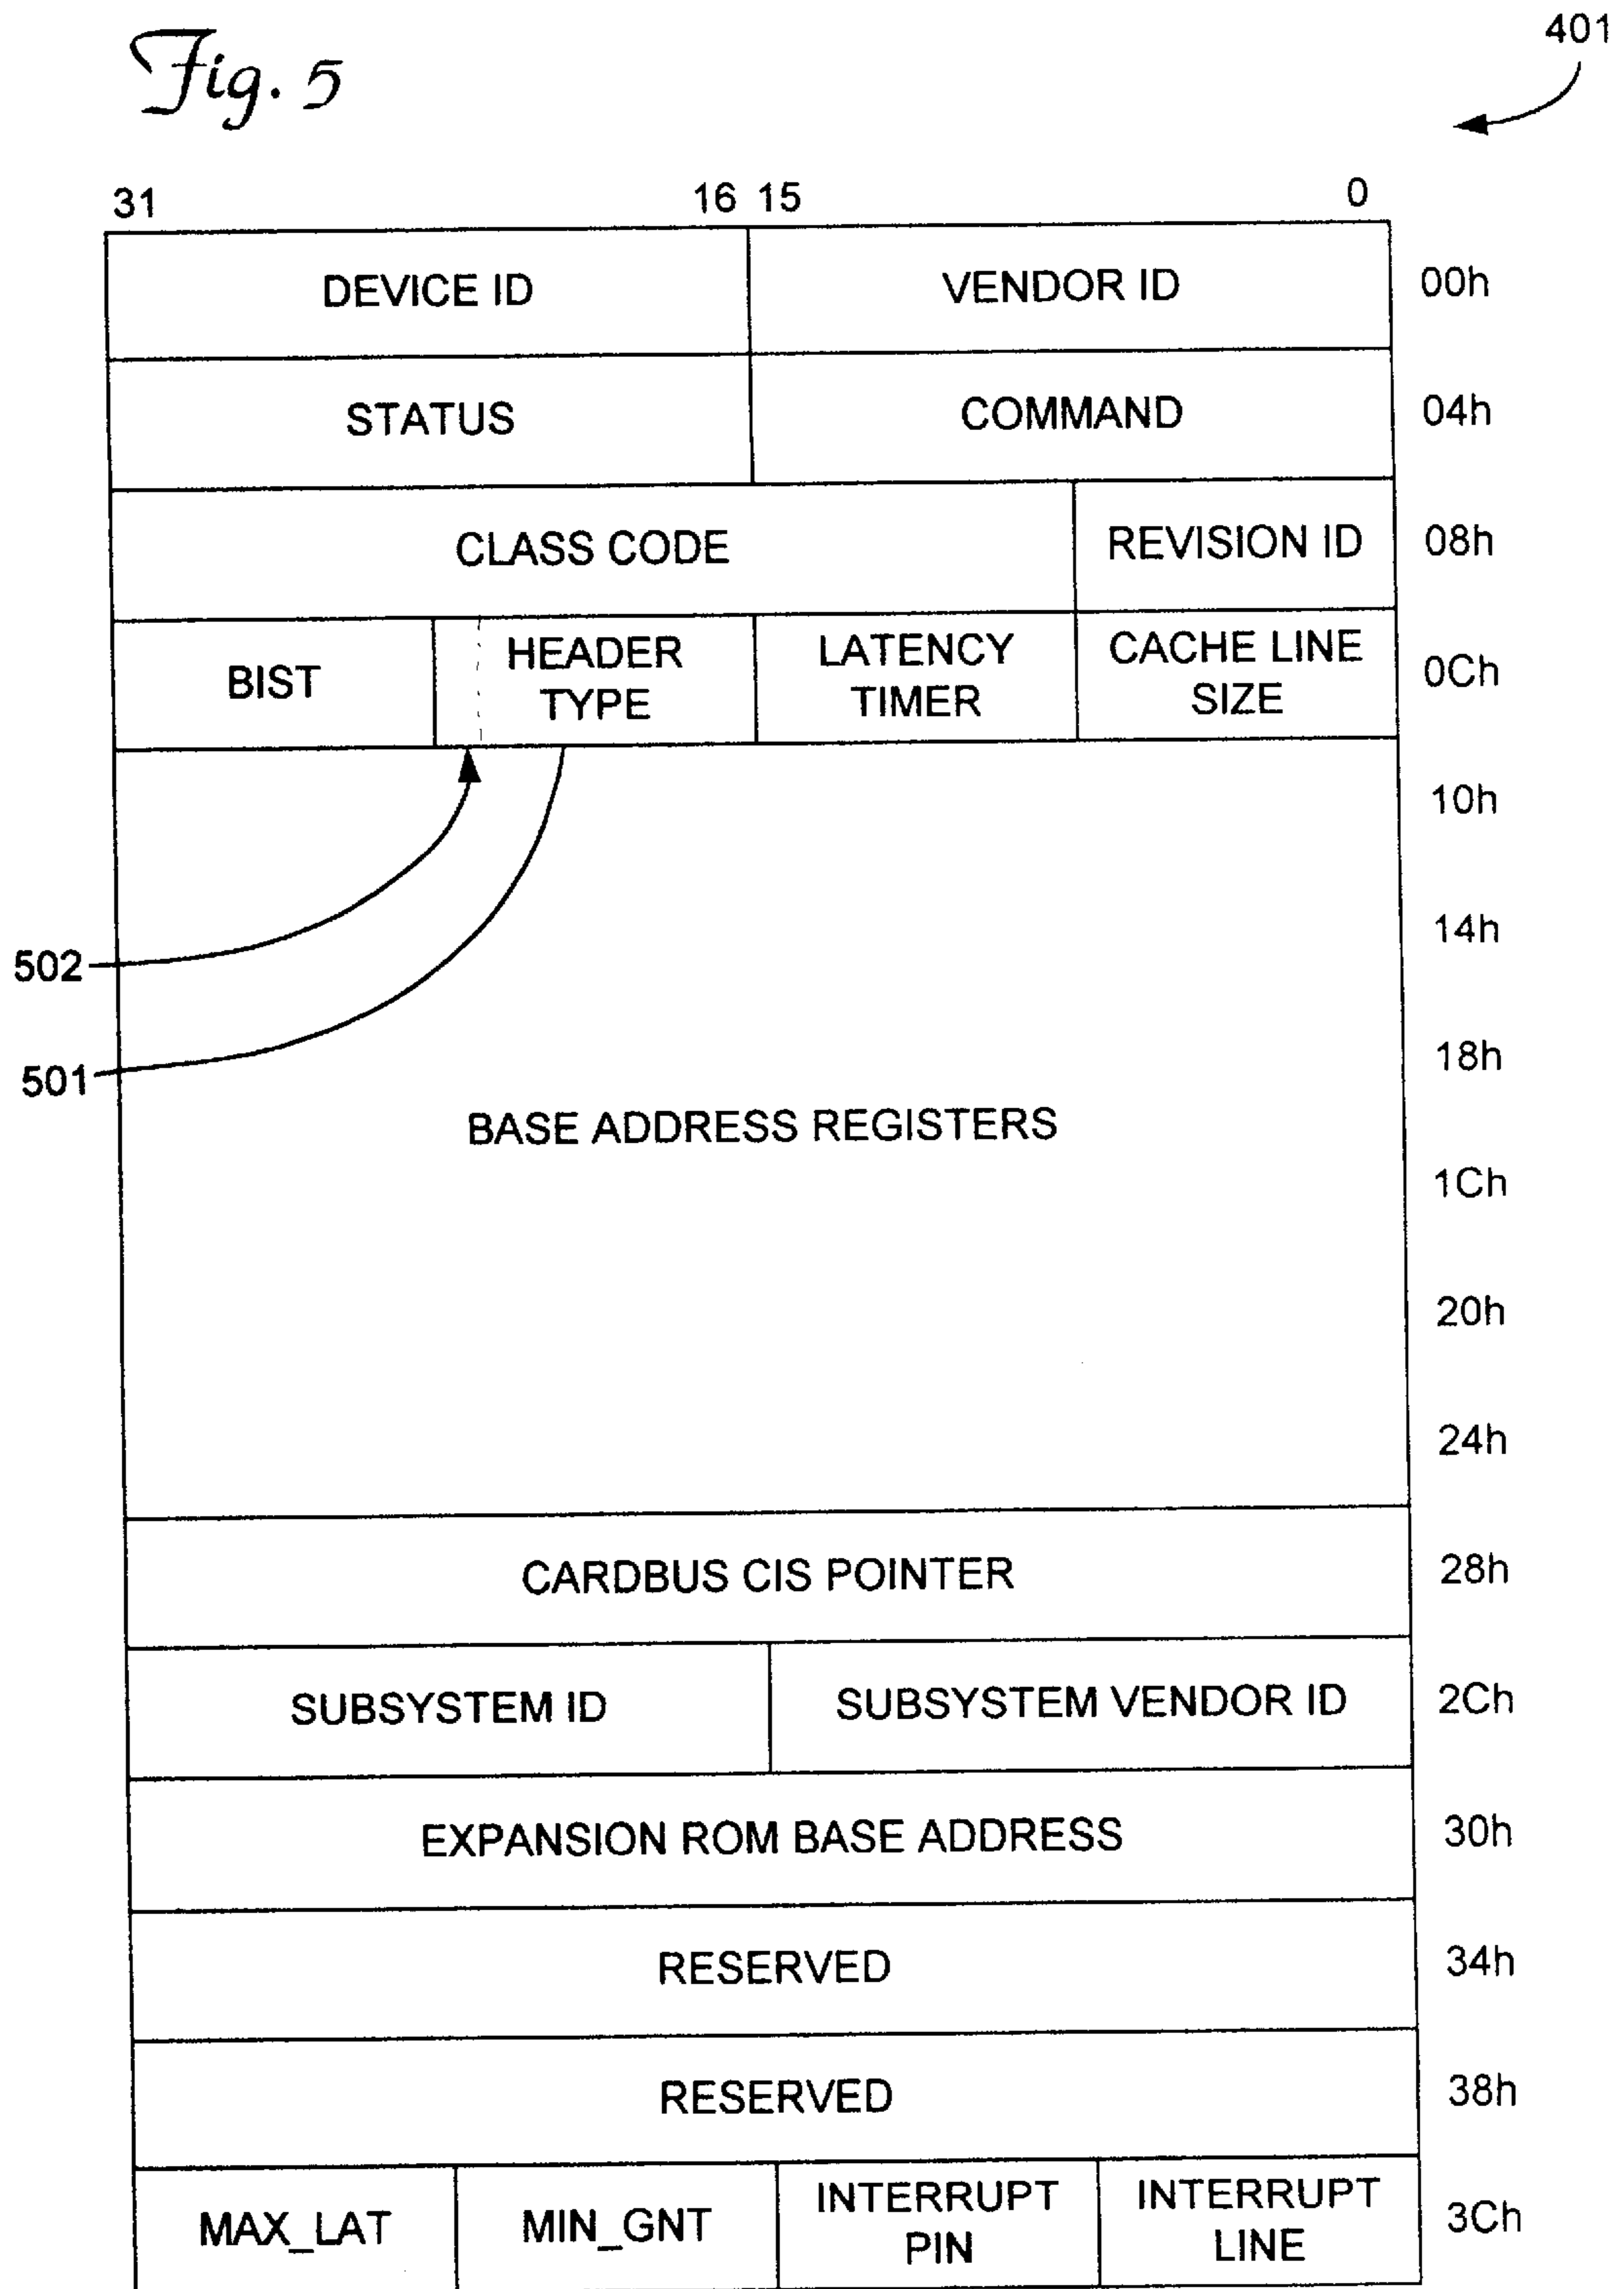 Fig. 5
401
31 16 15 0
DEVICE ID VENDOR ID 00h
STATUS COMMAND 04h
CLASS CODE REVISION ID 08h
BIST HEADER TYPE LATENCY TIMER CACHE LINE SIZE 0Ch
10h
14h
502
18h
501
BASE ADDRESS REGISTERS
1Ch
20h
24h
CARDBUS CIS POINTER 28h
SUBSYSTEM ID SUBSYSTEM VENDOR ID 2Ch
EXPANSION ROM BASE ADDRESS 30h
RESERVED 34h
RESERVED 38h
MAX_LAT MIN_GNT INTERRUPT PIN INTERRUPT LINE 3Ch